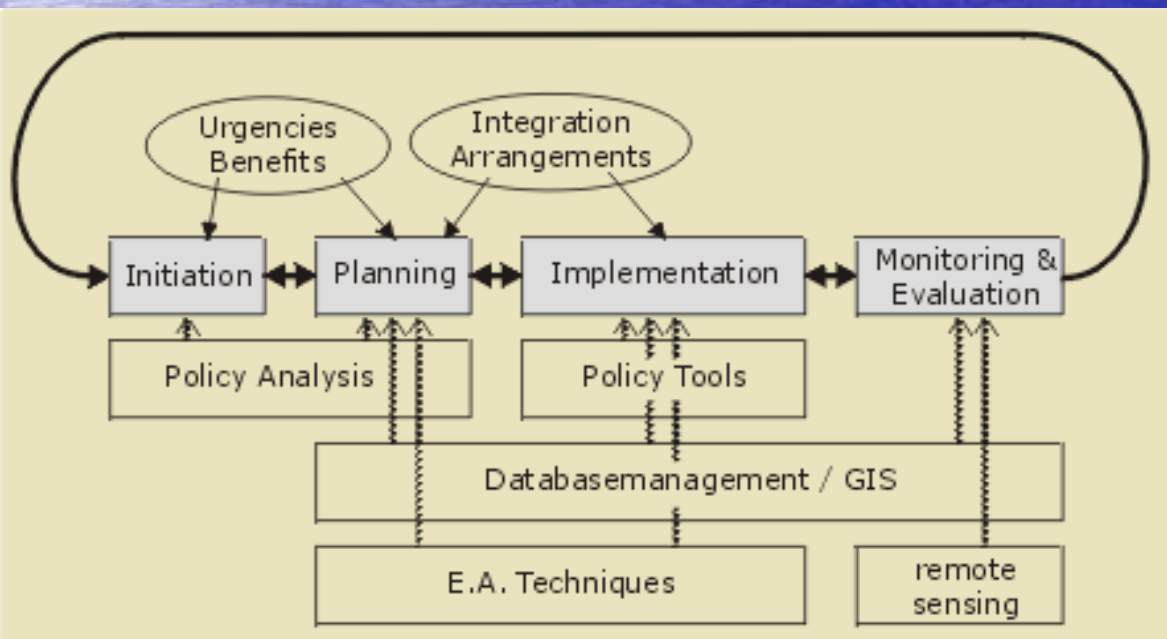 Urgencies
Benefits
Integration
Arrangements
Initiation
Planning
Implementation
Monitoring &
Evaluation
Policy Analysis
Policy Tools
Databasemanagement / GIS
E.A. Techniques
remote
sensing